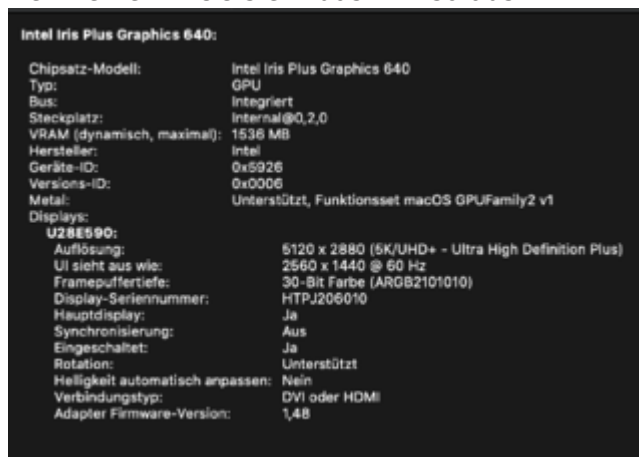 Intel Iris Plus Graphics 640:
Chipsatz-Modell: Intel Iris Plus Graphics 640
Typ: GPU
Bus: Integriert
Steckplatz: Internal@0,2,0
VRAM (dynamisch, maximal): 1536 MB
Hersteller: Intel
Geräte-ID: 0x5926
Versions-ID: 0x0006
Metal: Unterstützt, Funktionsset macOS GPUFamily2 v1
Displays:
U28E590:
Auflösung: 5120 x 2880 (5K/UHD+ - Ultra High Definition Plus)
UI sieht aus wie: 2560 x 1440 @ 60 Hz
Framepuffertiefe: 30-Bit Farbe (ARGB2101010)
Display-Seriennummer: HTPJ206010
Hauptdisplay: Ja
Synchronisierung: Aus
Eingeschaltet: Ja
Rotation: Unterstützt
Helligkeit automatisch anpassen: Nein
Verbindungstyp: DVI oder HDMI
Adapter Firmware-Version: 1,48